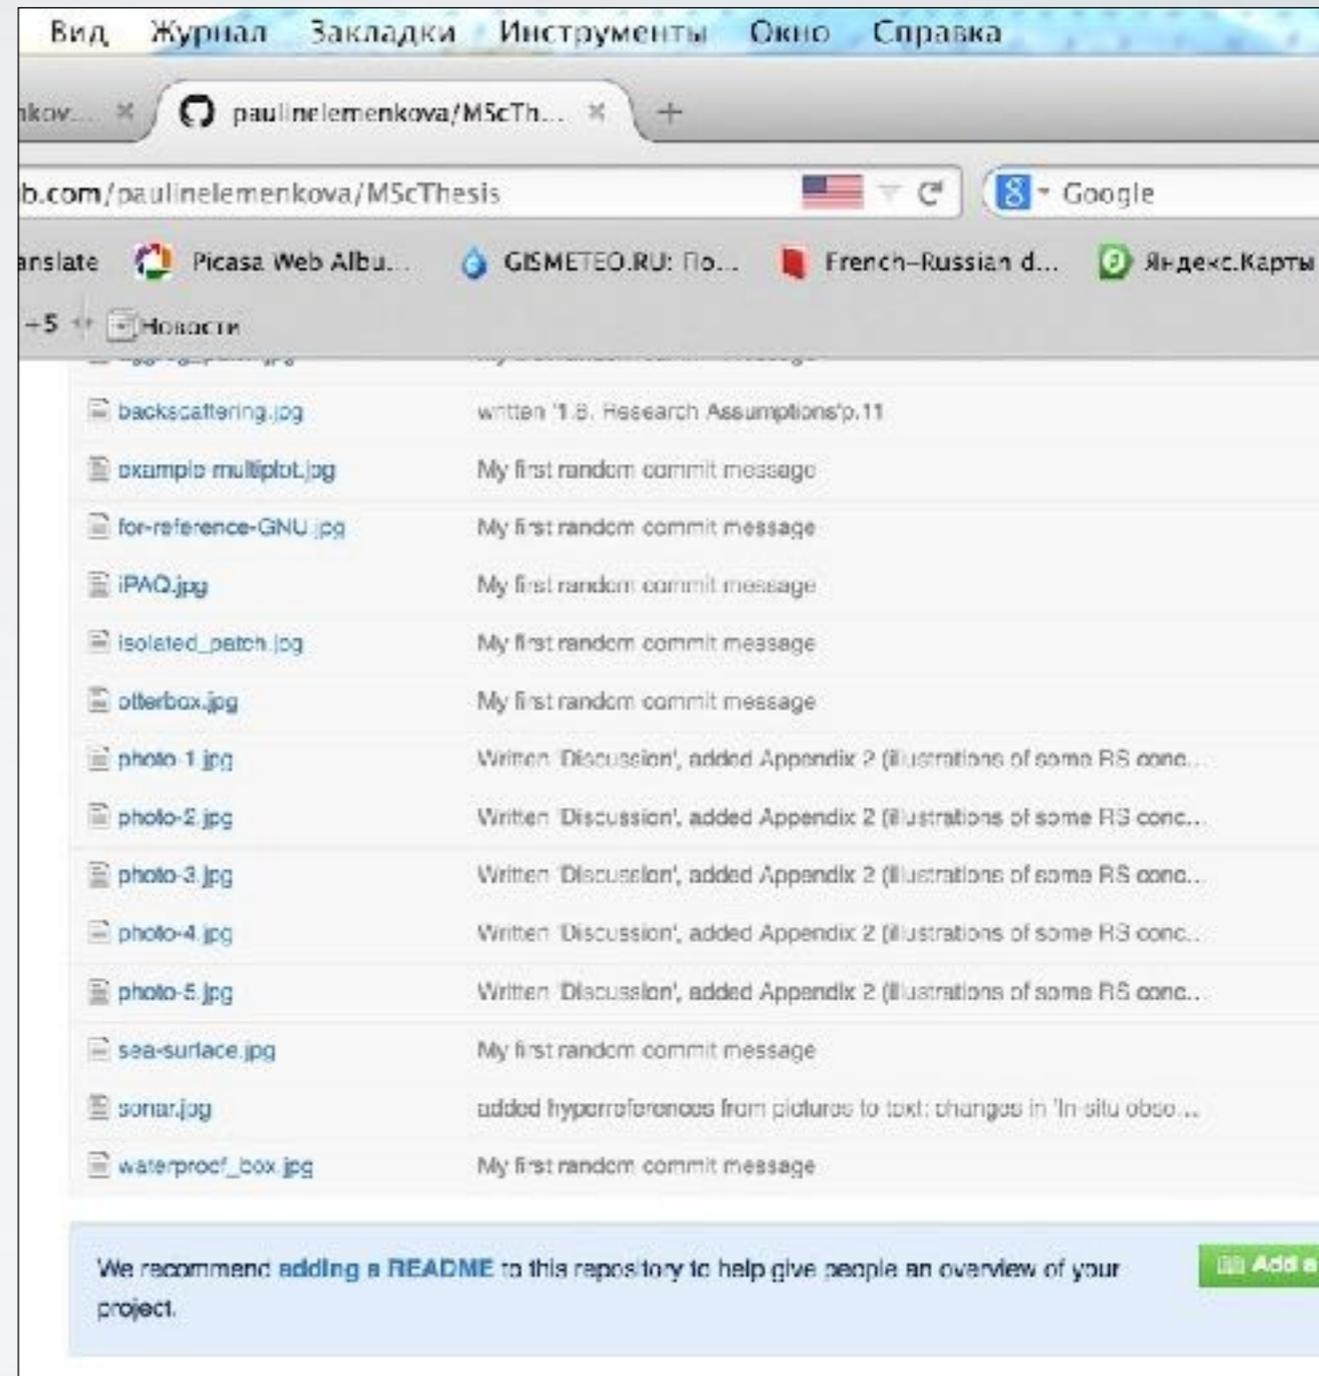 Вид Журнал Закладки Инструменты Окно Справка
nkov... paulinelemenkova/MScTh...
b.com/paulinelemenkova/MScThesis Google
anslate Picasa Web Albu... GISMETEO.RU: По... French-Russian d... Яндекс.Карты
+5 Новости
backscattering.jpg written '1.6. Research Assumptions'p.11
example-multiplot.jpg My first random commit message
for-reference-GNU.jpg My first random commit message
iPAQ.jpg My first random commit message
isolated_patch.jpg My first random commit message
otterbox.jpg My first random commit message
photo-1.jpg Written 'Discussion', added Appendix 2 (illustrations of some RS conc...
photo-2.jpg Written 'Discussion', added Appendix 2 (illustrations of some RS conc...
photo-3.jpg Written 'Discussion', added Appendix 2 (illustrations of some RS conc...
photo-4.jpg Written 'Discussion', added Appendix 2 (illustrations of some RS conc...
photo-5.jpg Written 'Discussion', added Appendix 2 (illustrations of some RS conc...
sea-surface.jpg My first random commit message
sonar.jpg added hyperreferences from pictures to text; changes in 'In-situ obse...
waterproof_box.jpg My first random commit message
We recommend adding a README to this repository to help give people an overview of your Add a
project.